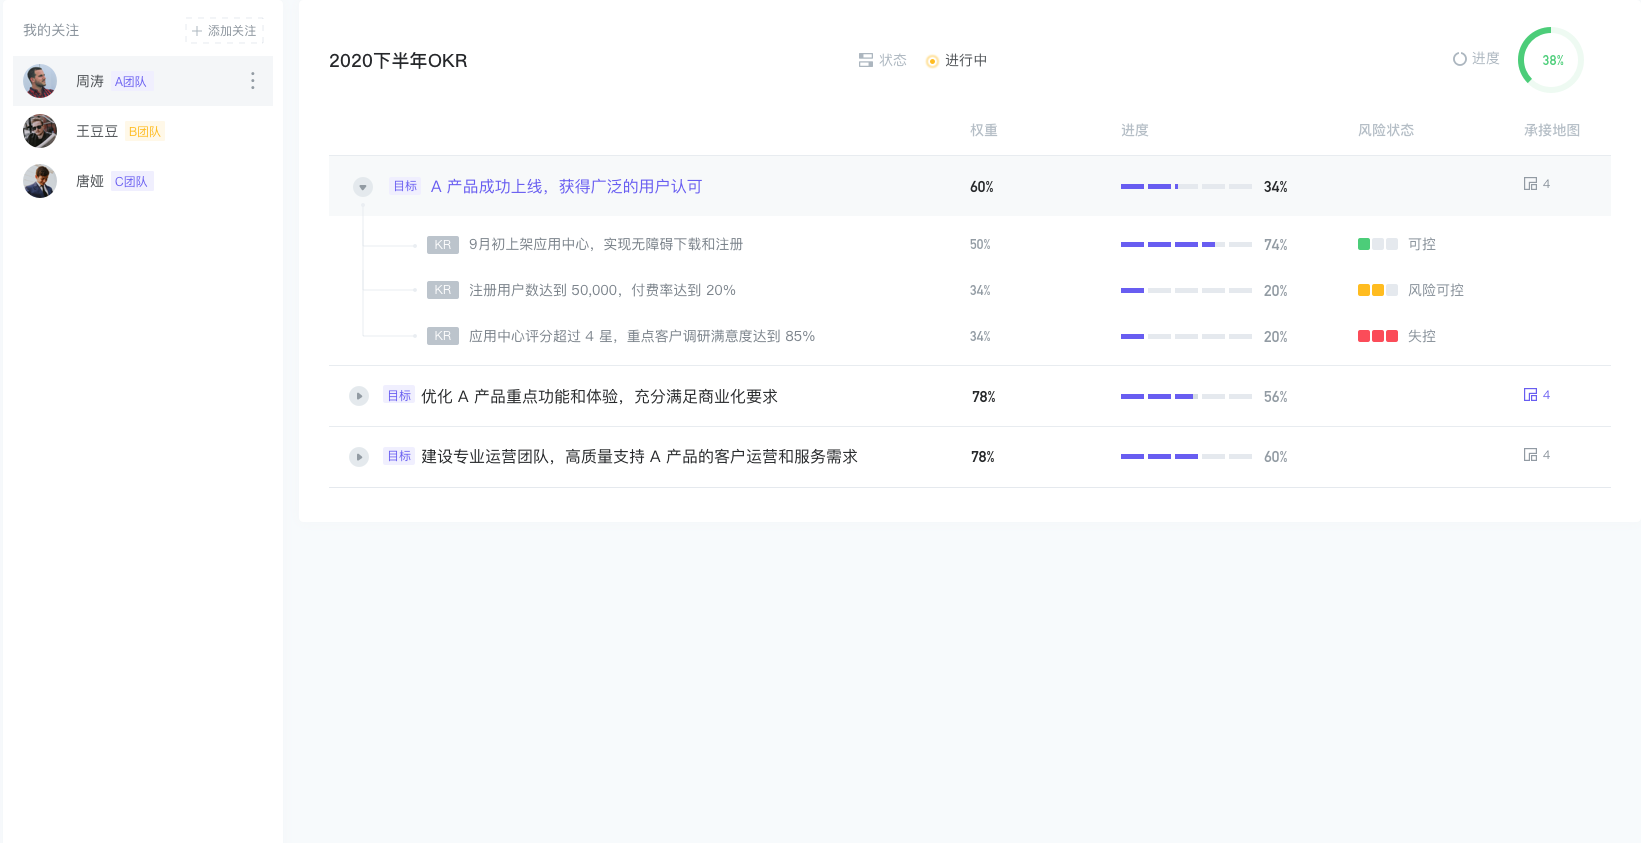 我的关注
添加关注
周涛 A团队
王豆豆 B团队
唐娅 C团队
2020下半年OKR 状态 进行中 进度 38%
权重 进度 风险状态 承接地图
目标 A 产品成功上线，获得广泛的用户认可 60% 34% 4
KR 9月初上架应用中心，实现无障碍下载和注册 50% 74% 可控
KR 注册用户数达到 50,000，付费率达到 20% 34% 20% 风险可控
KR 应用中心评分超过 4 星，重点客户调研满意度达到 85% 34% 20% 失控
目标 优化 A 产品重点功能和体验，充分满足商业化要求 78% 56% 4
目标 建设专业运营团队，高质量支持 A 产品的客户运营和服务需求 78% 60% 4